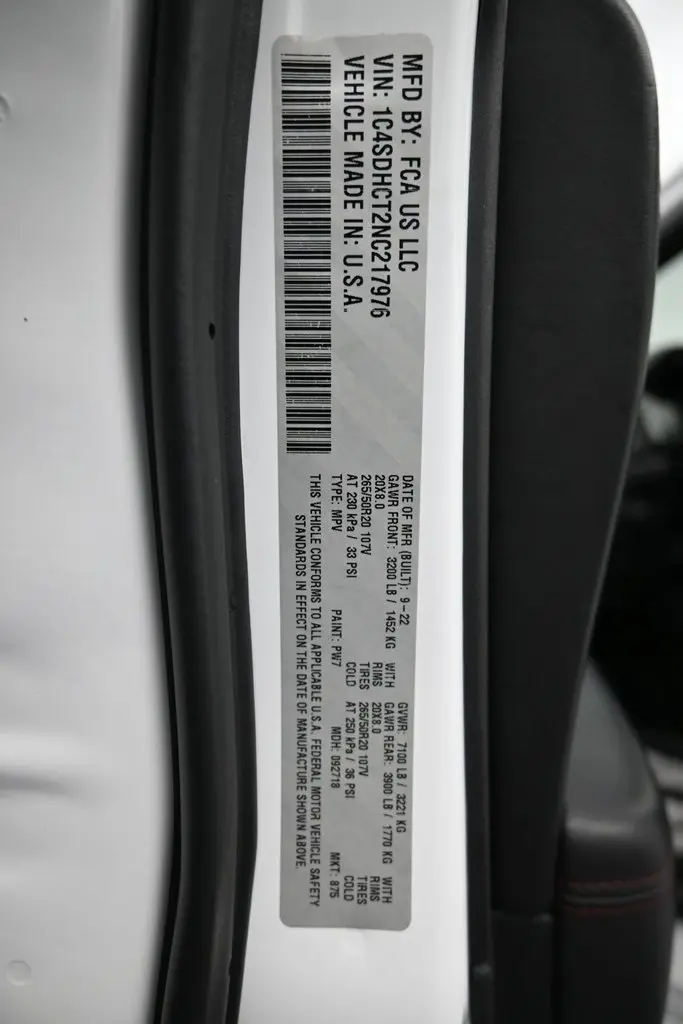 MFD BY: FCA US LLC
VIN: 1C4SDHCT2NC217976
VEHICLE MADE IN: U.S.A.
DATE OF MFR (BUILT): 9-22 GVWR: 7100 LB / 3221 KG
GAWR FRONT: 3200 LB / 1452 KG WITH GAWR REAR: 3900 LB / 1770 KG WITH
20X8.0 RIMS 20X8.0 RIMS
265/50R20 107V TIRES 265/50R20 107V TIRES
AT 230 kPa / 33 PSI COLD AT 250 kPa / 36 PSI COLD
TYPE: MPV PAINT: PW7 MDH: 092718 MKT: 875
THIS VEHICLE CONFORMS TO ALL APPLICABLE U.S.A. FEDERAL MOTOR VEHICLE SAFETY
STANDARDS IN EFFECT ON THE DATE OF MANUFACTURE SHOWN ABOVE.